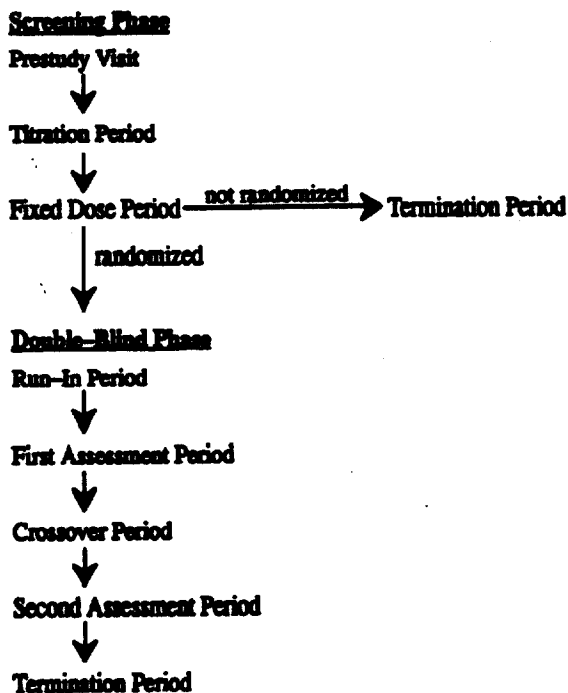 Screening Phase
Prestudy Visit
Titration Period
Fixed Dose Period not randomized Termination Period
randomized
Double-Blind Phase
Run-In Period
First Assessment Period
Crossover Period
Second Assessment Period
Termination Period